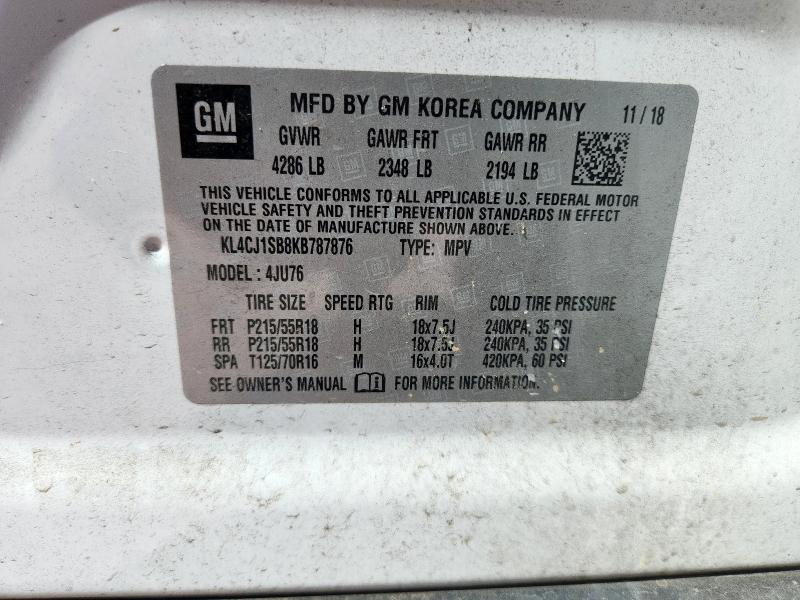 GM
MFD BY GM KOREA COMPANY 11 / 18
GVWR GAWR FRT GAWR RR
4286 LB 2348 LB 2194 LB
THIS VEHICLE CONFORMS TO ALL APPLICABLE U.S. FEDERAL MOTOR
VEHICLE SAFETY AND THEFT PREVENTION STANDARDS IN EFFECT
ON THE DATE OF MANUFACTURE SHOWN ABOVE.
KL4CJ1SB8KB787876 TYPE: MPV
MODEL : 4JU76
TIRE SIZE SPEED RTG RIM COLD TIRE PRESSURE
FRT P215/55R18 H 18x7.5J 240KPA, 35 PSI
RR P215/55R18 H 18x7.5J 240KPA, 35 PSI
SPA T125/70R16 M 16x4.0T 420KPA, 60 PSI
SEE OWNER'S MANUAL FOR MORE INFORMATION.